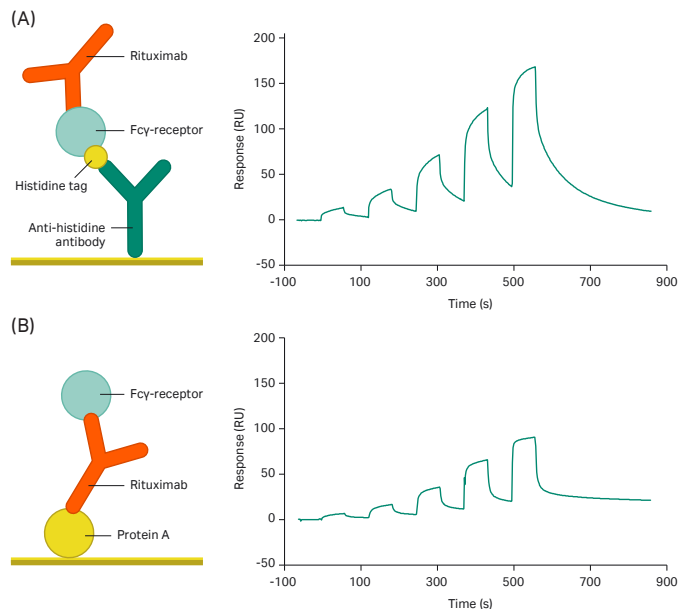 (A)
Rituximab
Fcγ-receptor
Histidine tag
Anti-histidine
antibody
200
150
100
50
0
-50
Response (RU)
-100
100
300
500
700
900
Time (s)
(B)
Fcγ-receptor
Rituximab
Protein A
200
150
100
50
0
-50
Response (RU)
-100
100
300
500
700
900
Time (s)